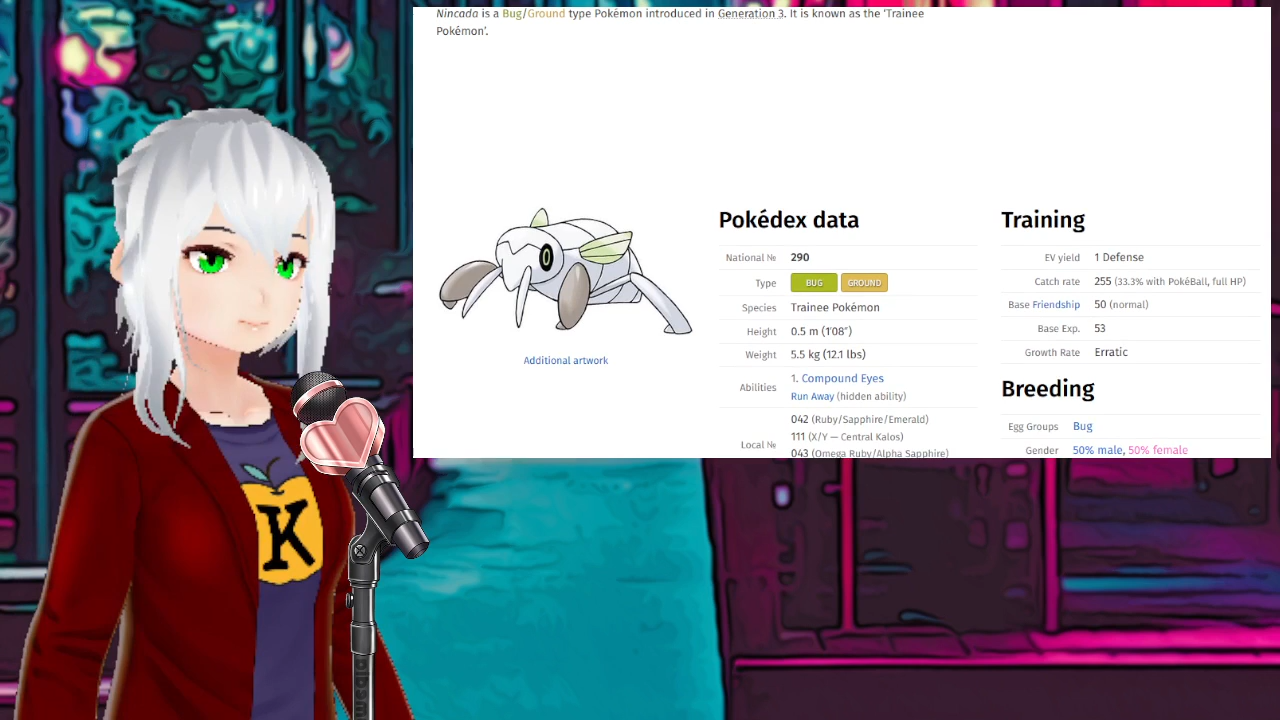 Nincada is a Bug/Ground type Pokémon introduced in Generation 3. It is known as the 'Trainee
Pokémon'.
Additional artwork
Pokédex data
National № 290
Type BUG GROUND
Species Trainee Pokémon
Height 0.5 m (1'08″)
Weight 5.5 kg (12.1 lbs)
Abilities 1. Compound Eyes
Run Away (hidden ability)
Local № 042 (Ruby/Sapphire/Emerald)
111 (X/Y — Central Kalos)
043 (Omega Ruby/Alpha Sapphire)
Training
EV yield 1 Defense
Catch rate 255 (33.3% with PokéBall, full HP)
Base Friendship 50 (normal)
Base Exp. 53
Growth Rate Erratic
Breeding
Egg Groups Bug
Gender 50% male, 50% female
K